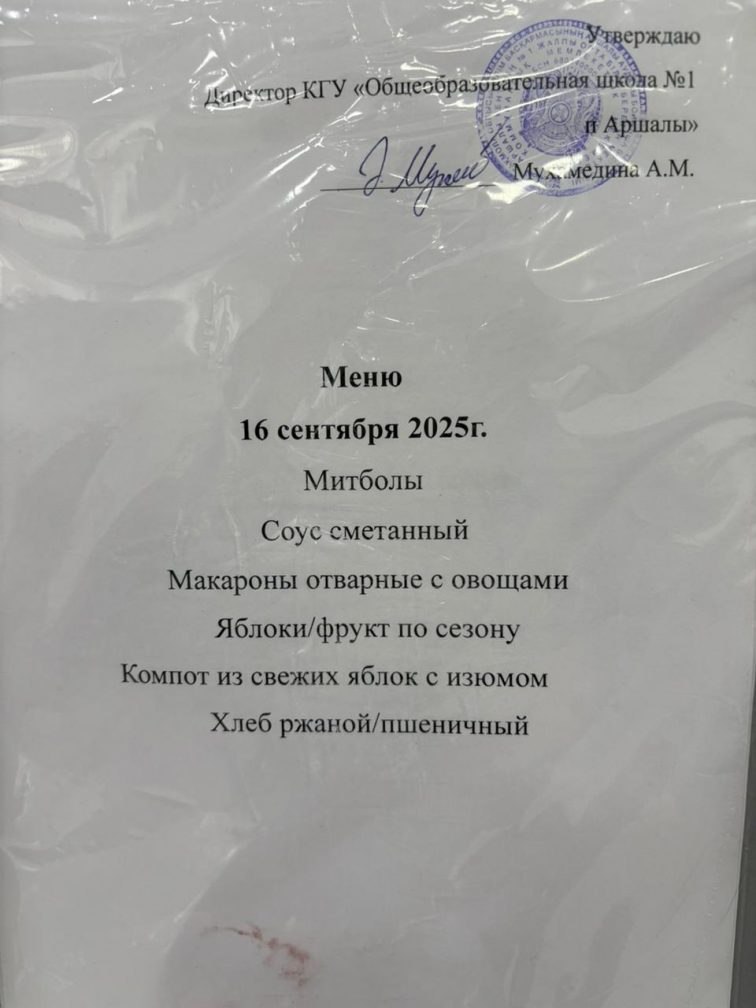 Утверждаю
Директор КГУ «Общеобразовательная школа №1
п Аршалы»
Мухамедина А.М.
Меню
16 сентября 2025г.
Митболы
Соус сметанный
Макароны отварные с овощами
Яблоки/фрукт по сезону
Компот из свежих яблок с изюмом
Хлеб ржаной/пшеничный